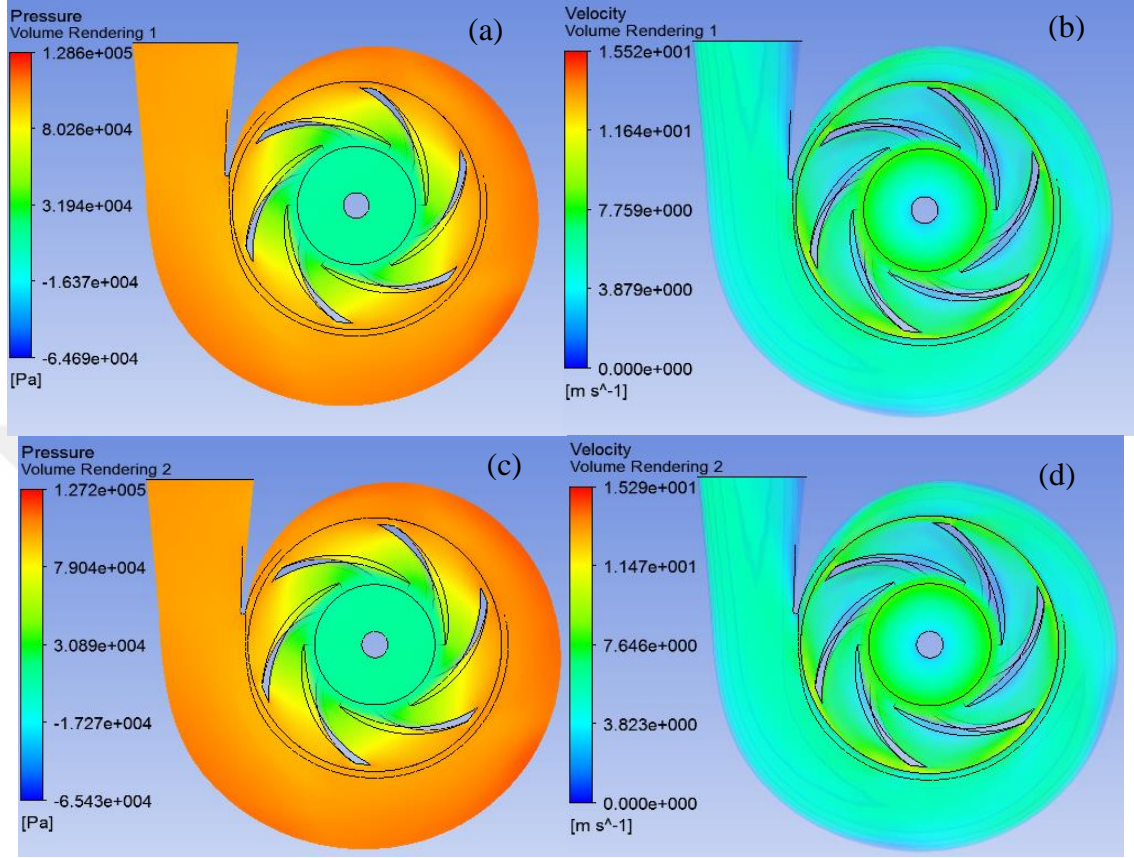 Pressure
Volume Rendering 1
(a)
1.286e+005
8.026e+004
3.194e+004
-1.637e+004
-6.469e+004
[Pa]
Velocity
Volume Rendering 1
(b)
1.552e+001
1.164e+001
7.759e+000
3.879e+000
0.000e+000
[m s^-1]
Pressure
Volume Rendering 2
(c)
1.272e+005
7.904e+004
3.089e+004
-1.727e+004
-6.543e+004
[Pa]
Velocity
Volume Rendering 2
(d)
1.529e+001
1.147e+001
7.646e+000
3.823e+000
0.000e+000
[m s^-1]